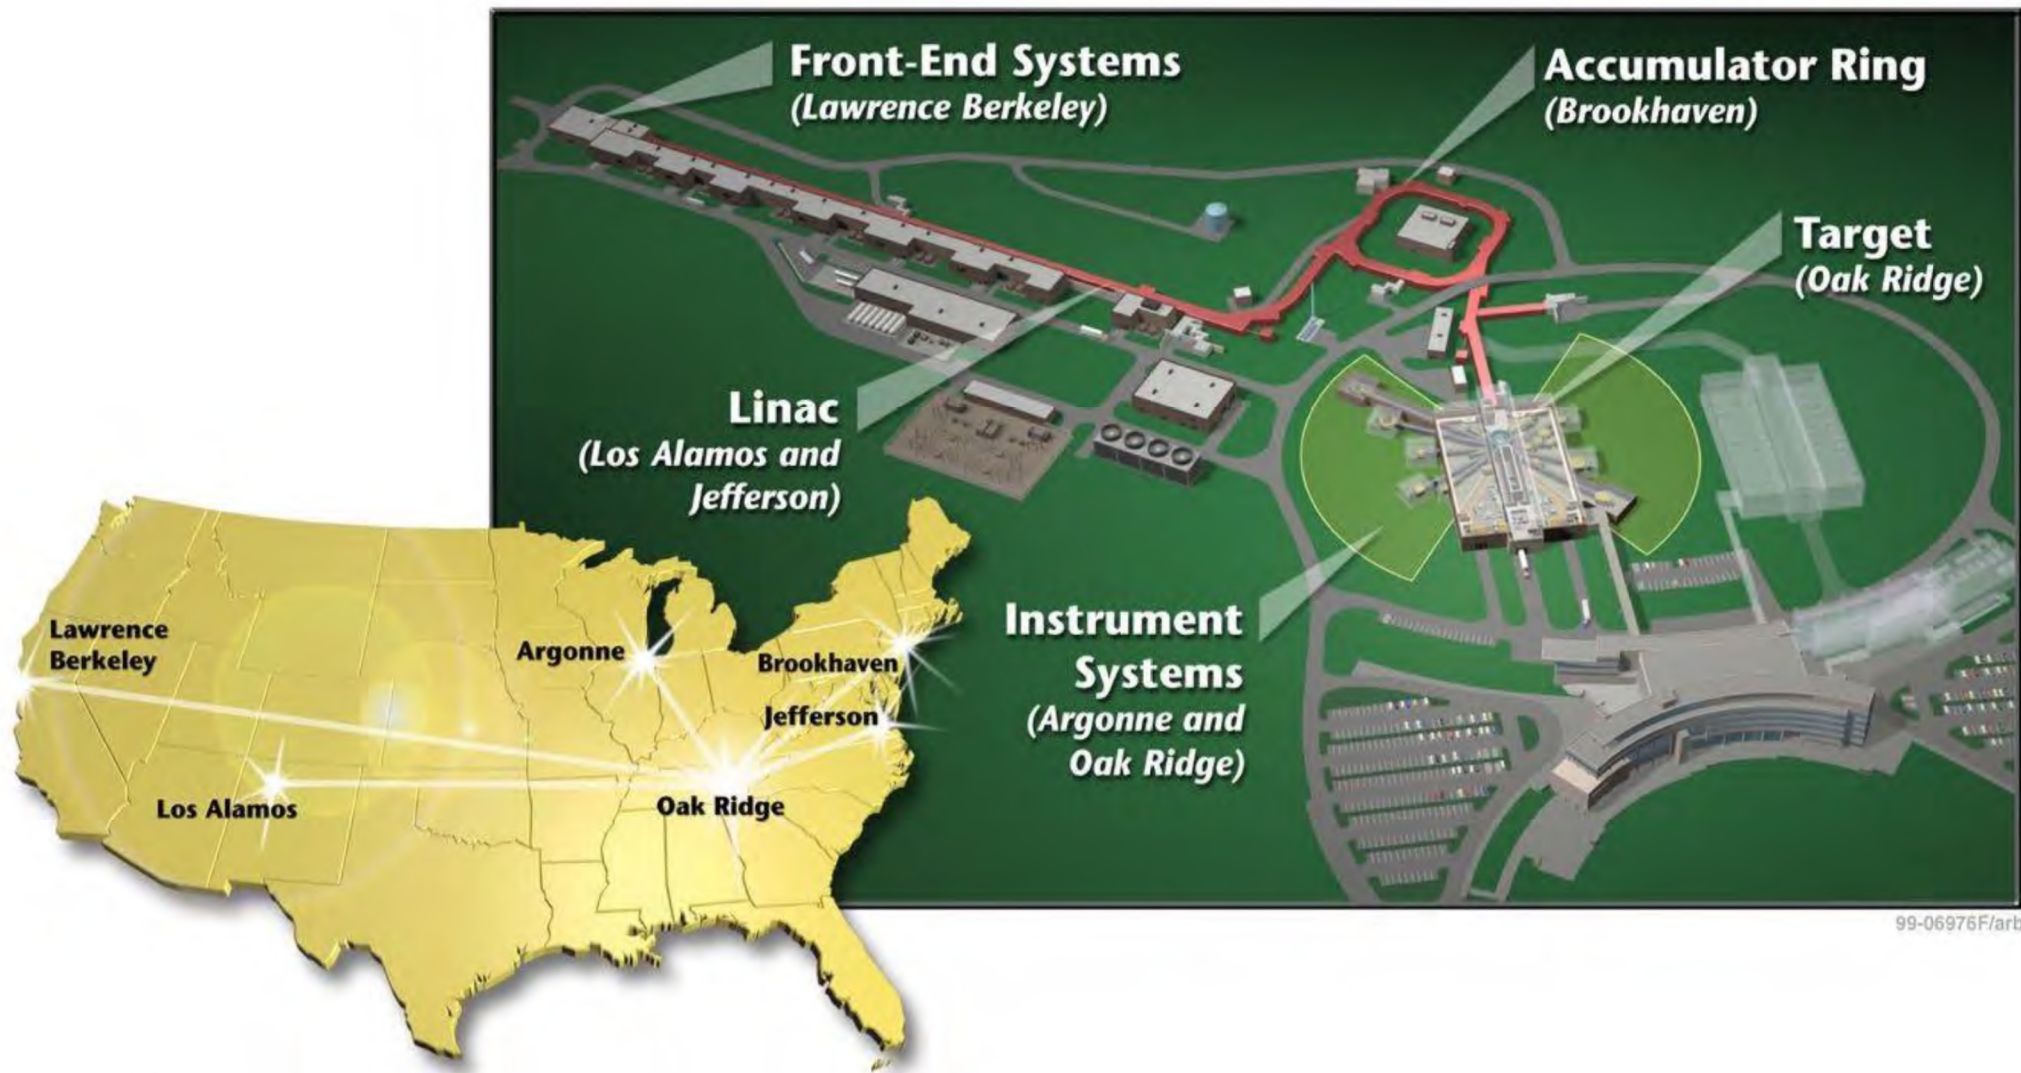 Front-End Systems
(Lawrence Berkeley)
Accumulator Ring
(Brookhaven)
Target
(Oak Ridge)
Linac
(Los Alamos and
Jefferson)
Instrument
Systems
(Argonne and
Oak Ridge)
Lawrence
Berkeley
Argonne
Brookhaven
Jefferson
Los Alamos
Oak Ridge
99-06976F/arb